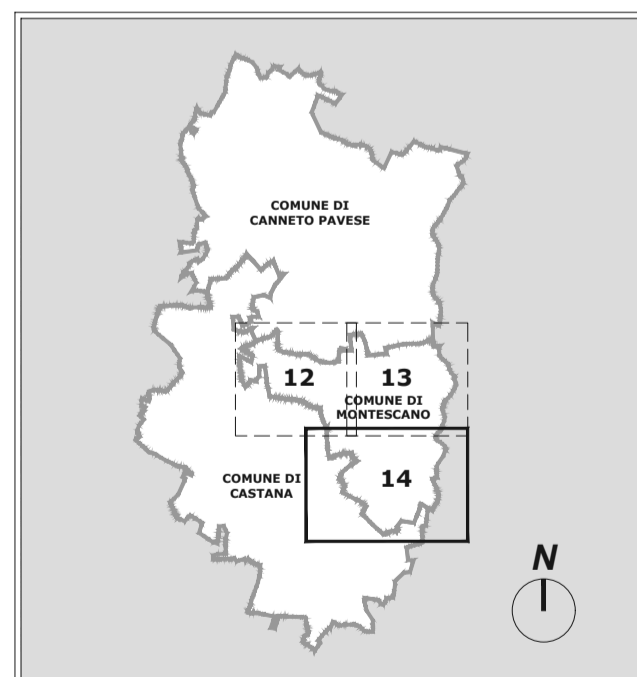 COMUNE DI
CANNETO PAVESE
12
13
COMUNE DI
MONTESCANO
COMUNE DI
CASTANA
14
N